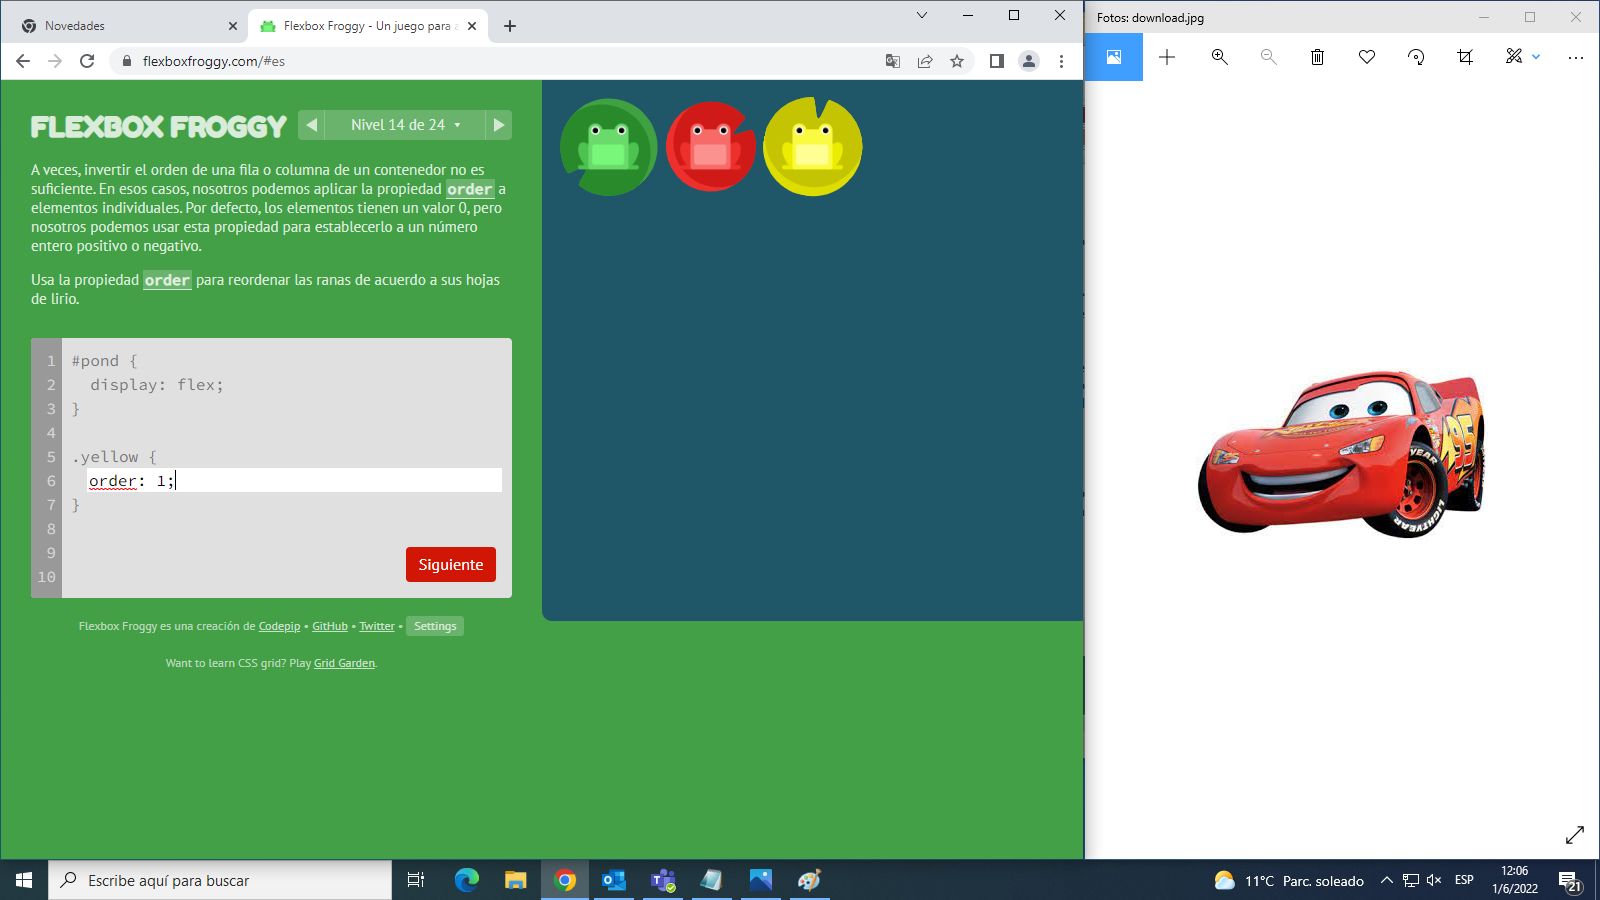 Novedades
Flexbox Froggy - Un juego para a
flexboxfroggy.com/#es
FLEXBOX FROGGY
Nivel 14 de 24
A veces, invertir el orden de una fila o columna de un contenedor no es
suficiente. En esos casos, nosotros podemos aplicar la propiedad order a
elementos individuales. Por defecto, los elementos tienen un valor 0, pero
nosotros podemos usar esta propiedad para establecerlo a un número
entero positivo o negativo.
Usa la propiedad order para reordenar las ranas de acuerdo a sus hojas
de lirio.
1 #pond {
2 display: flex;
3 }
4
5 .yellow {
6 order: 1;
7 }
8
9
10
Siguiente
Flexbox Froggy es una creación de Codepip • GitHub • Twitter • Settings
Want to learn CSS grid? Play Grid Garden.
Fotos: download.jpg
95
LIGHTYEAR
Escribe aquí para buscar
11°C Parc. soleado
ESP
12:06
1/6/2022
21